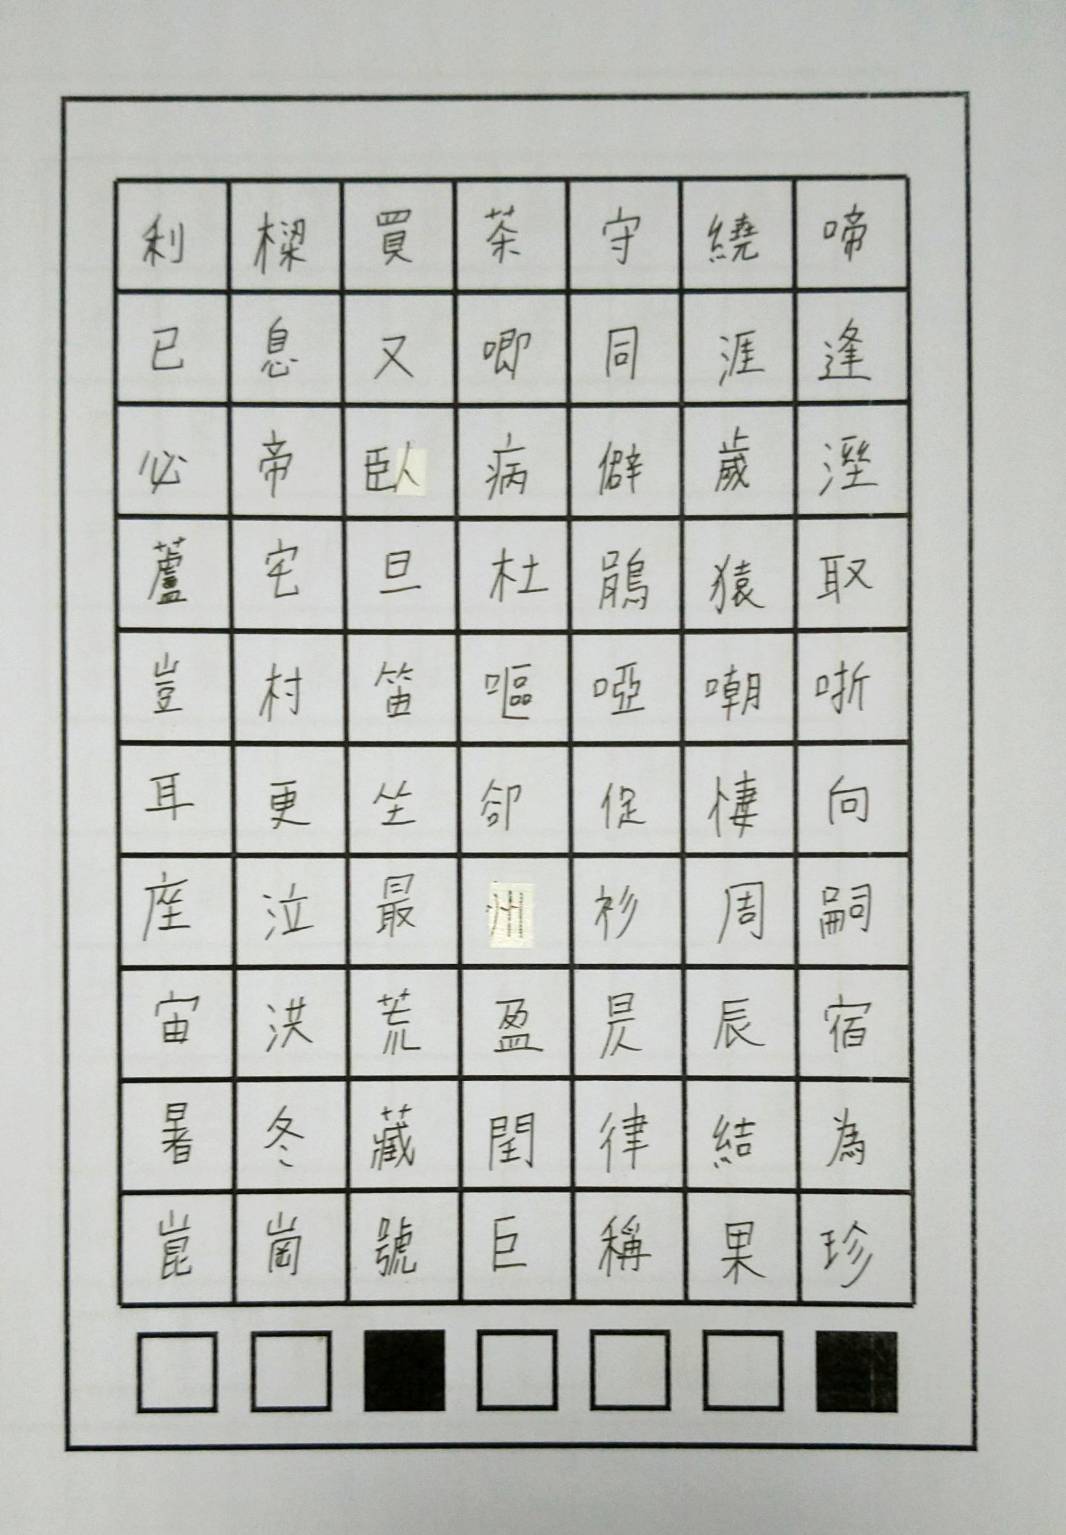 利樑買茶守繞啼
已息又唧同涯逢
必帝臥病僻歲溼
蘆宅旦杜鵑猿取
豈村笛嘔啞嘲哳
耳更坐卻促悽向
座泣最州衫周嗣
宙洪荒盈昃辰宿
暑冬藏閏律結為
崑崗號巨稱果珍